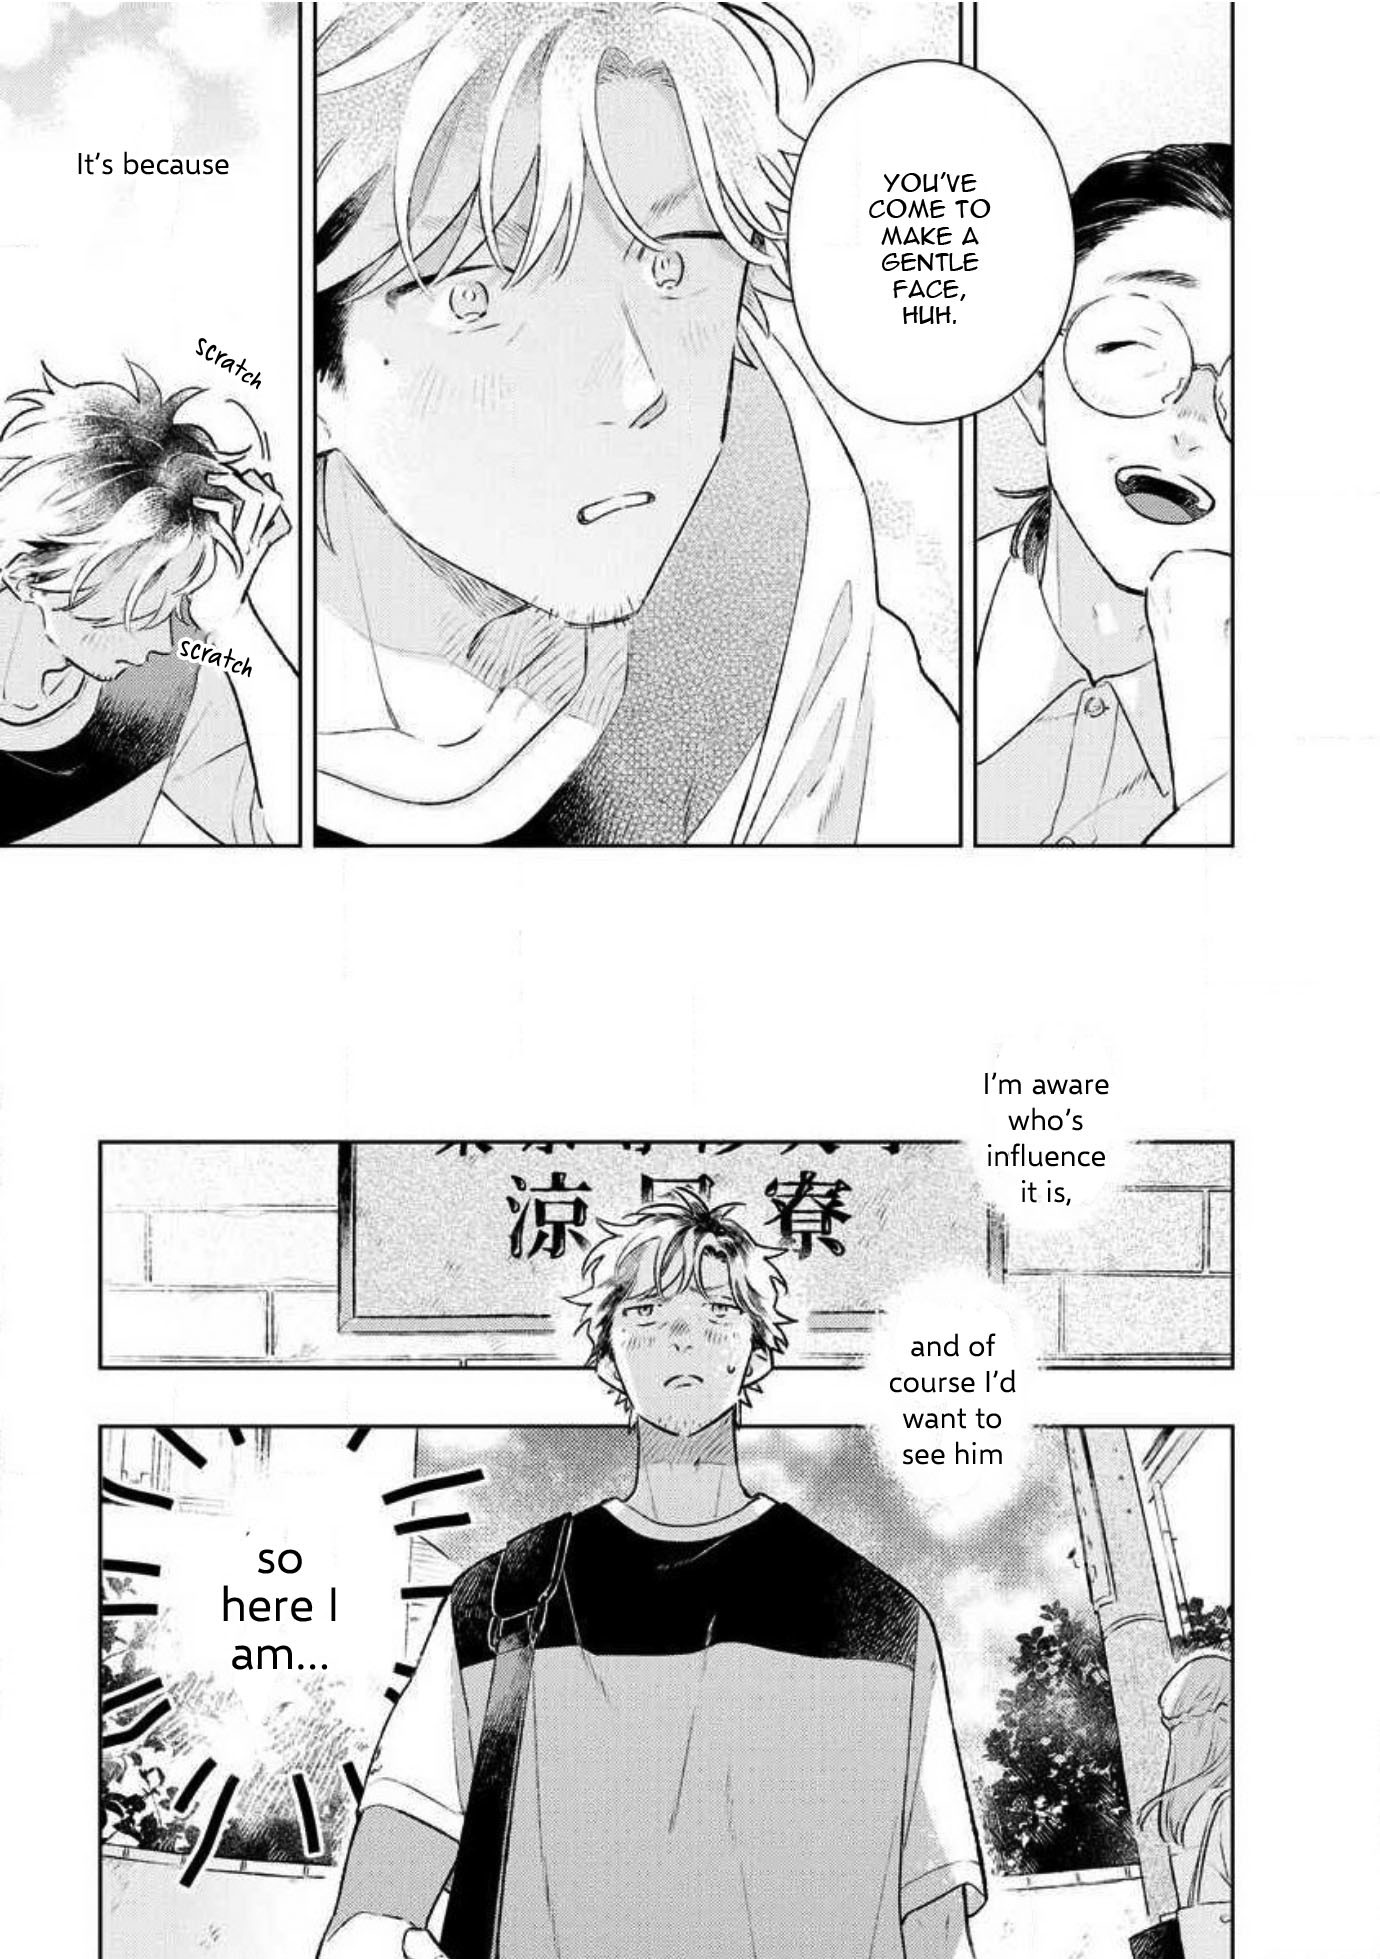 YOU'VE
COME TO
MAKE A
GENTLE
FACE,
HUH.
It's because
scratch
scratch
I'm aware
who's
influence
it is,
涼月寮
and of
course I'd
want to
see him
so
here I
am...